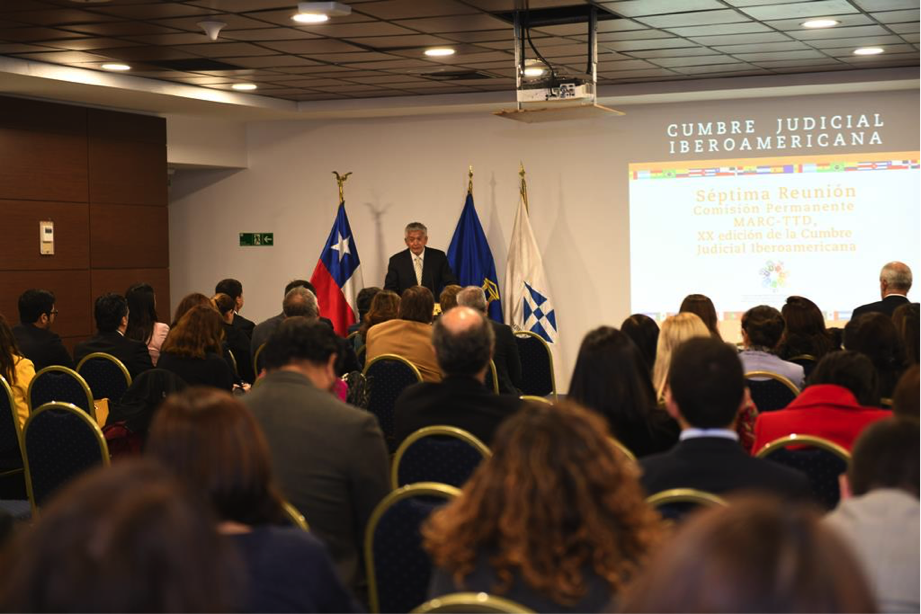 CUMBRE JUDICIAL
IBEROAMERICANA
Séptima Reunión
Comisión Permanente
MARC-TTD,
XX edición de la Cumbre
Judicial Iberoamericana